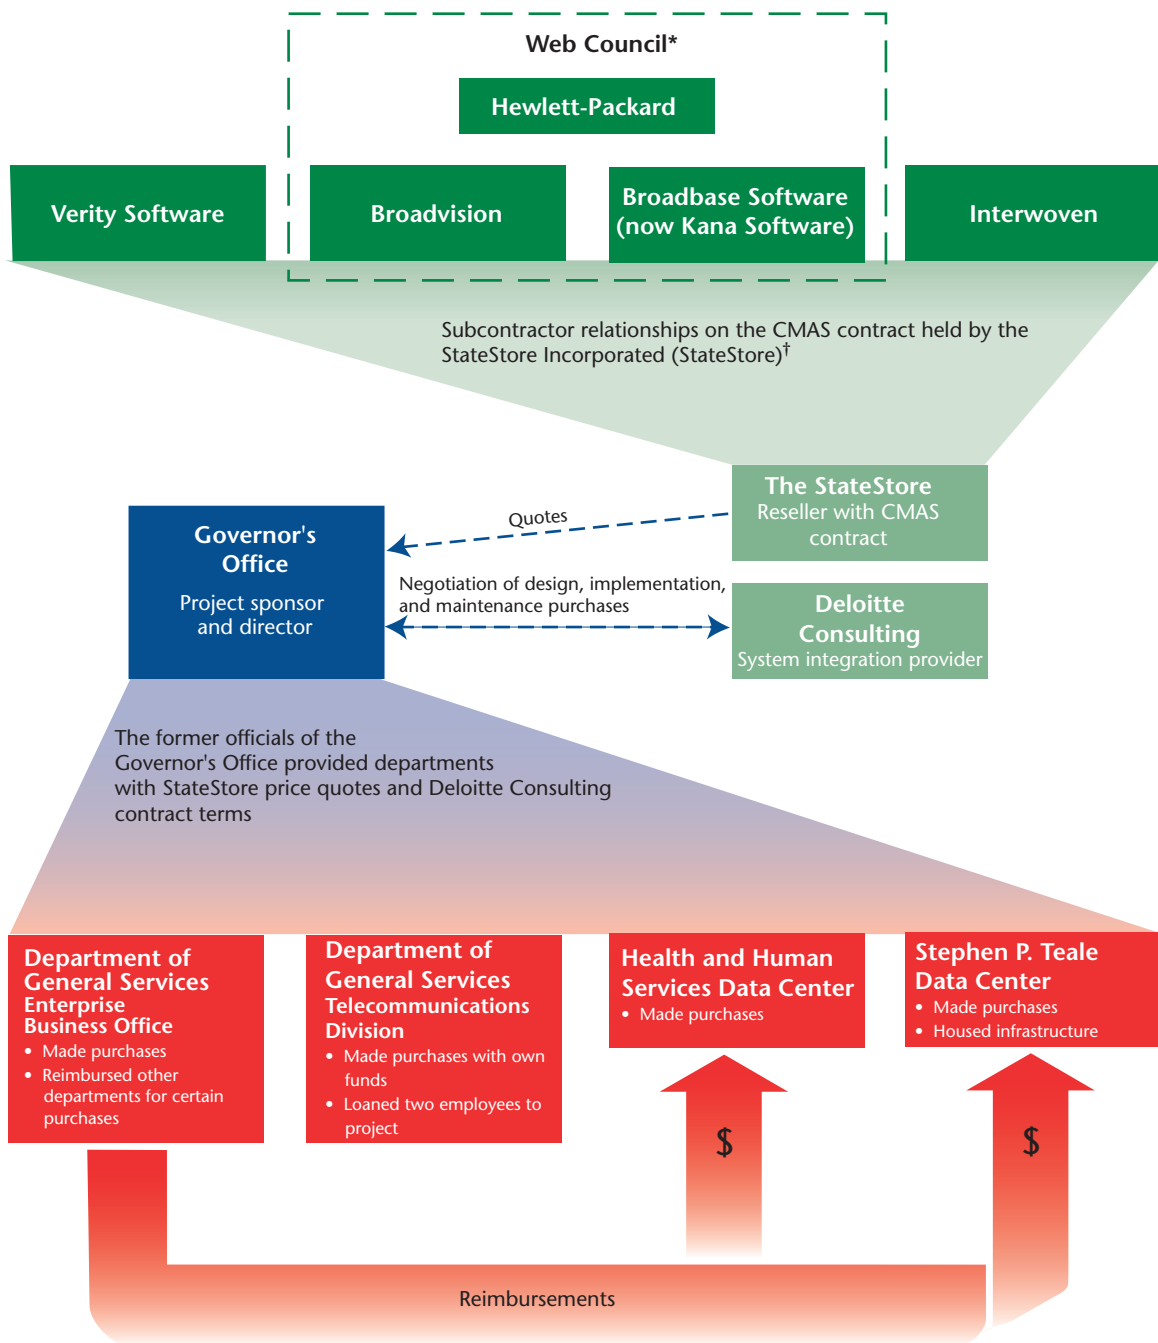 Web Council*
Hewlett-Packard
Verity Software
Broadvision
Broadbase Software
(now Kana Software)
Interwoven
Subcontractor relationships on the CMAS contract held by the
StateStore Incorporated (StateStore)†
The StateStore
Reseller with CMAS
contract
Quotes
Governor's
Office
Project sponsor
and director
Negotiation of design, implementation,
and maintenance purchases
Deloitte
Consulting
System integration provider
The former officials of the
Governor's Office provided departments
with StateStore price quotes and Deloitte Consulting
contract terms
Department of
General Services
Enterprise
Business Office
• Made purchases
• Reimbursed other
departments for certain
purchases
Department of
General Services
Telecommunications
Division
• Made purchases with own
funds
• Loaned two employees to
project
Health and Human
Services Data Center
• Made purchases
Stephen P. Teale
Data Center
• Made purchases
• Housed infrastructure
$
$
Reimbursements